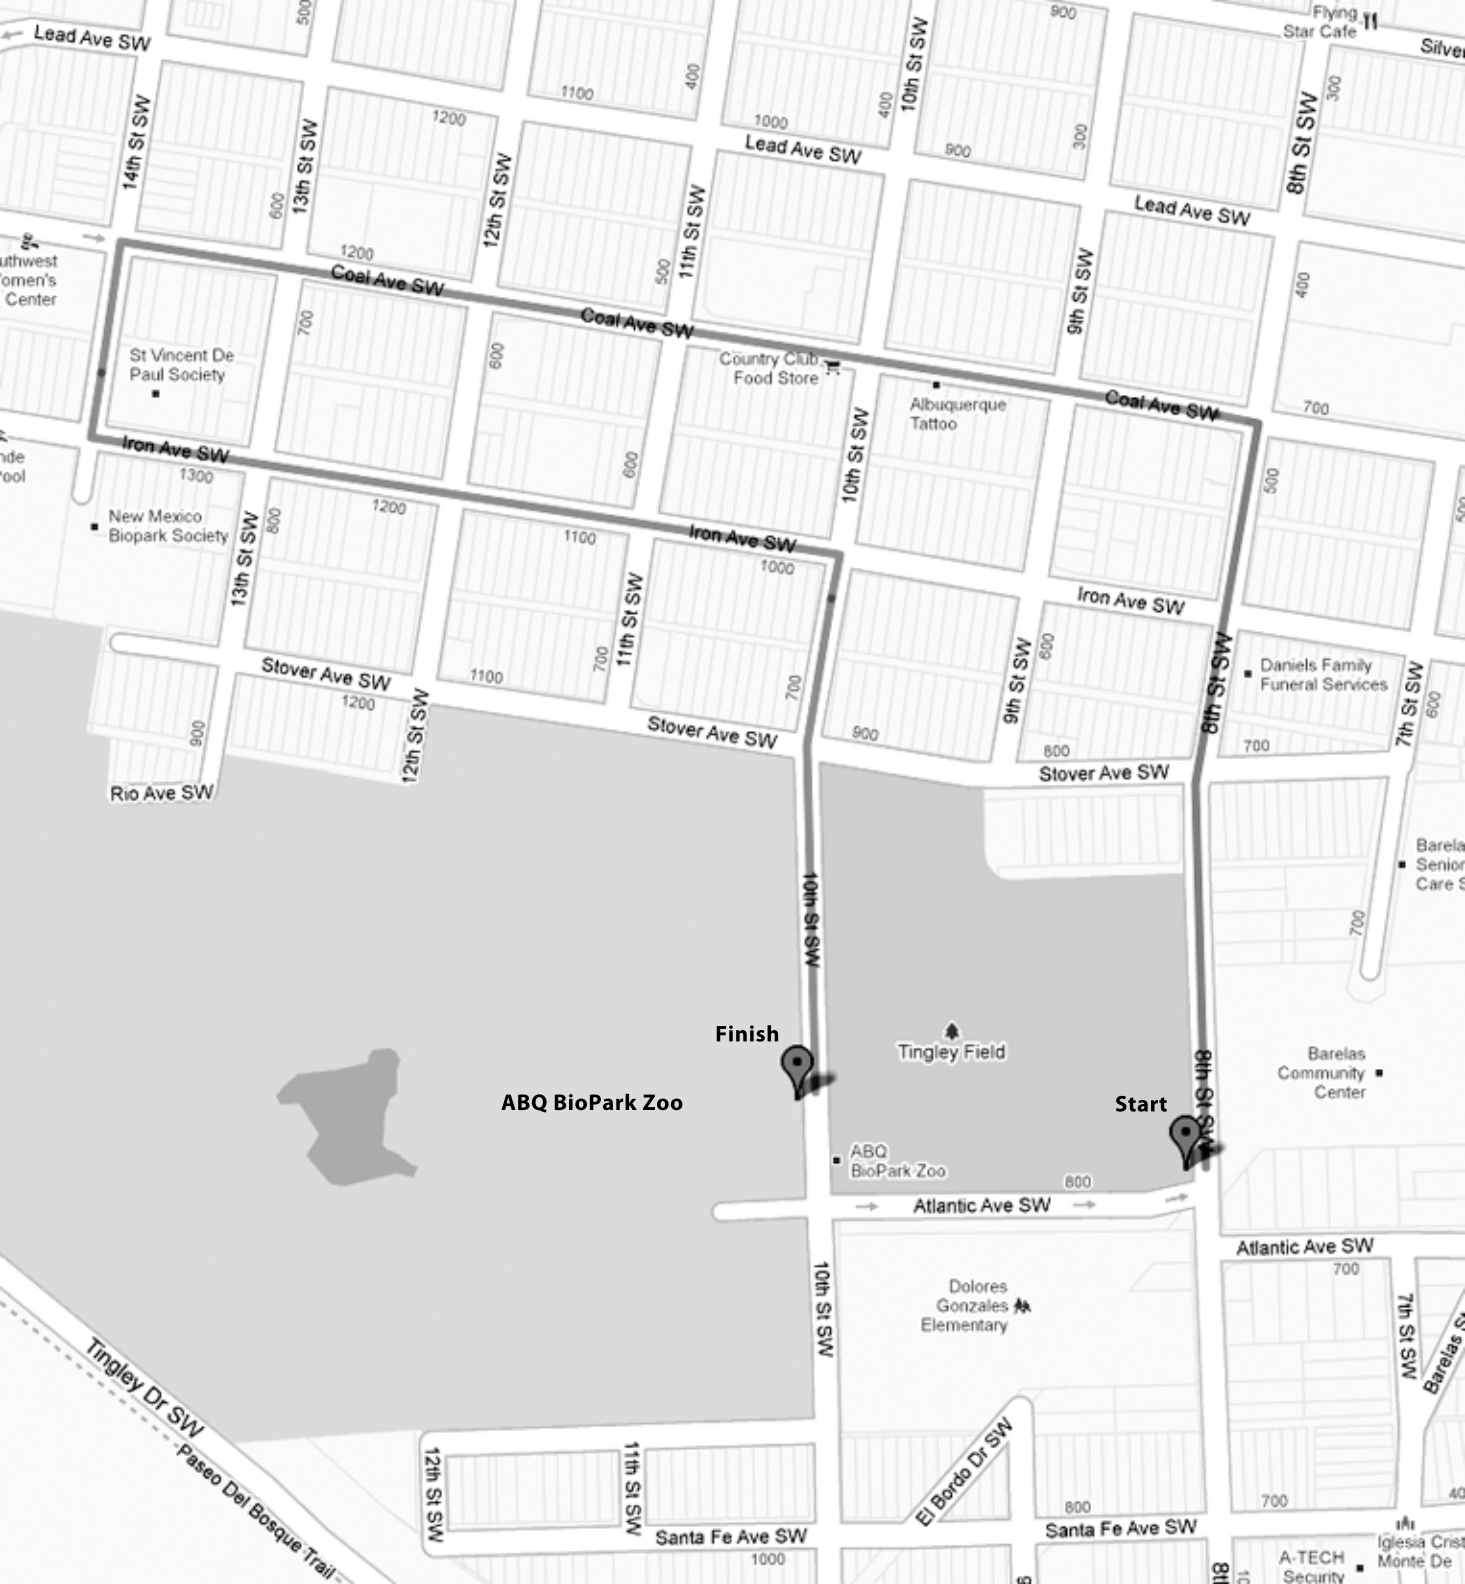 500
900
Flying
Star Cafe
Lead Ave SW
400
10th St SW
300
1100
1200
14th St SW
13th St SW
1000
400
Lead Ave SW
900
300
8th St SW
12th St SW
600
11th St SW
Lead Ave SW
1200
Coal Ave SW
500
9th St SW
400
Center
Coal Ave SW
700
600
St Vincent De
Paul Society
Country Club
Food Store
Albuquerque
Tattoo
Coal Ave SW
700
Iron Ave SW
1300
600
10th St SW
500
New Mexico
Biopark Society
800
1200
1100
Iron Ave SW
1000
13th St SW
11th St SW
Iron Ave SW
Stover Ave SW
1200
1100
700
700
9th St SW
600
8th St SW
Daniels Family
Funeral Services
7th St SW
600
900
12th St SW
Stover Ave SW
900
800
Stover Ave SW
700
Rio Ave SW
10th St SW
700
Finish
Tingley Field
ABQ BioPark Zoo
Start
8th St SW
Barelas
Community
Center
ABQ
BioPark Zoo
800
Atlantic Ave SW
Atlantic Ave SW
700
10th St SW
Dolores
Gonzales
Elementary
7th St SW
Tingley Dr SW
Paseo Del Bosque Trail
12th St SW
11th St SW
El Bordo Dr SW
Santa Fe Ave SW
1000
800
Santa Fe Ave SW
700
A-TECH
Security
Monte De